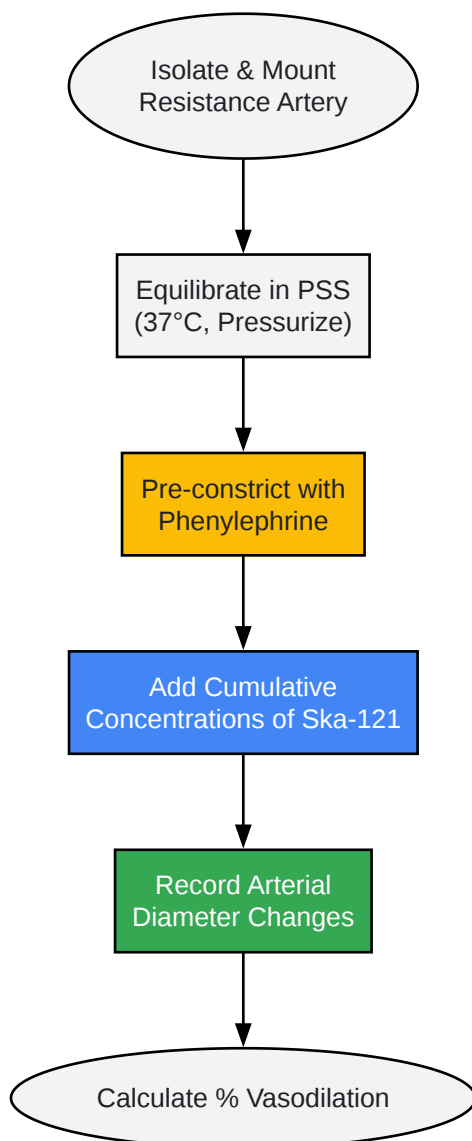 Isolate & Mount
Resistance Artery
Equilibrate in PSS
(37°C, Pressurize)
Pre-constrict with
Phenylephrine
Add Cumulative
Concentrations of Ska-121
Record Arterial
Diameter Changes
Calculate % Vasodilation